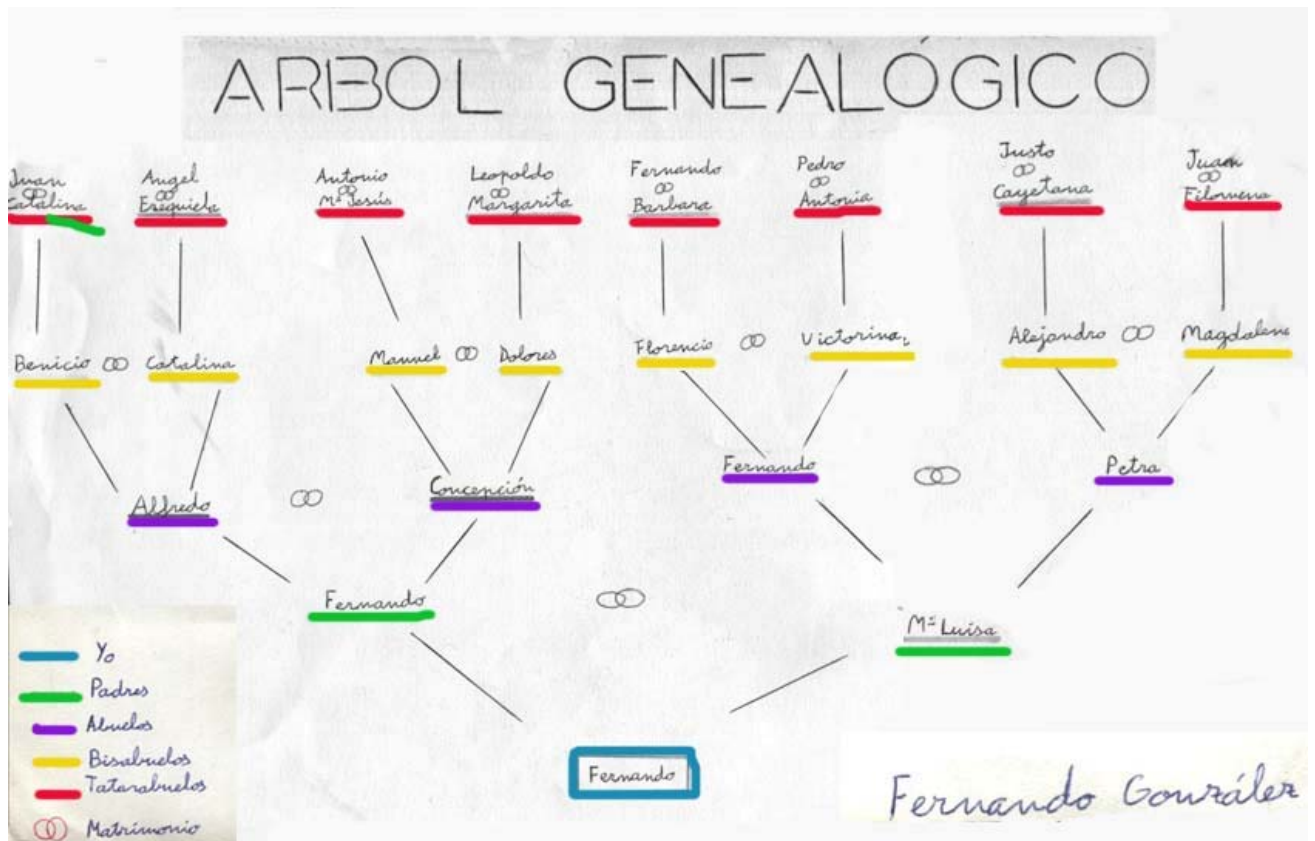 ARBOL GENEALÓGICO
Juan
Catalina
Angel
Ezequiela
Antonio
Mª Jesús
Leopoldo
Margarita
Fernando
Barbara
Pedro
Antonia
Justo
Cayetana
Juan
Filomena
Benicio
Catalina
Manuel
Dolores
Florencio
Victorina
Alejandro
Magdalena
Alfredo
Concepción
Fernando
Petra
Fernando
Mª Luisa
Fernando
Yo
Padres
Abuelos
Bisabuelos
Tatarabuelos
Matrimonio
Fernando González